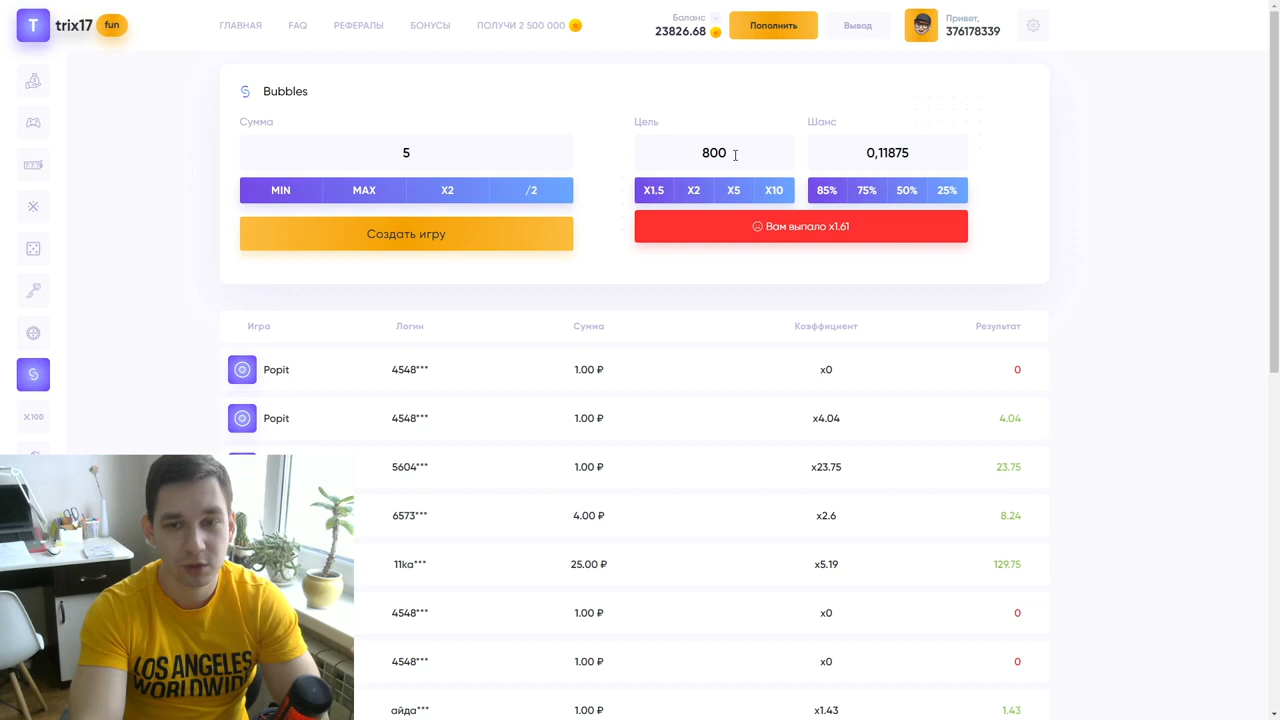 T trix17 fun
ГЛАВНАЯ FAQ РЕФЕРАЛЫ БОНУСЫ ПОЛУЧИ 2 500 000
Баланс
23826.68
Пополнить
Вывод
Привет,
376178339
Bubbles
Сумма
5
MIN MAX X2 /2
Создать игру
Цель
800
X1.5 X2 X5 X10
Шанс
0,11875
85% 75% 50% 25%
Вам выпало x1.61
X100
Игра Логин Сумма Коэффициент Результат
Popit 4548*** 1.00 ₽ x0 0
Popit 4548*** 1.00 ₽ x4.04 4.04
5604*** 1.00 ₽ x23.75 23.75
6573*** 4.00 ₽ x2.6 8.24
11ka*** 25.00 ₽ x5.19 129.75
4548*** 1.00 ₽ x0 0
4548*** 1.00 ₽ x0 0
айда*** 1.00 ₽ x1.43 1.43
LOS ANGELES
WORLDWIDE